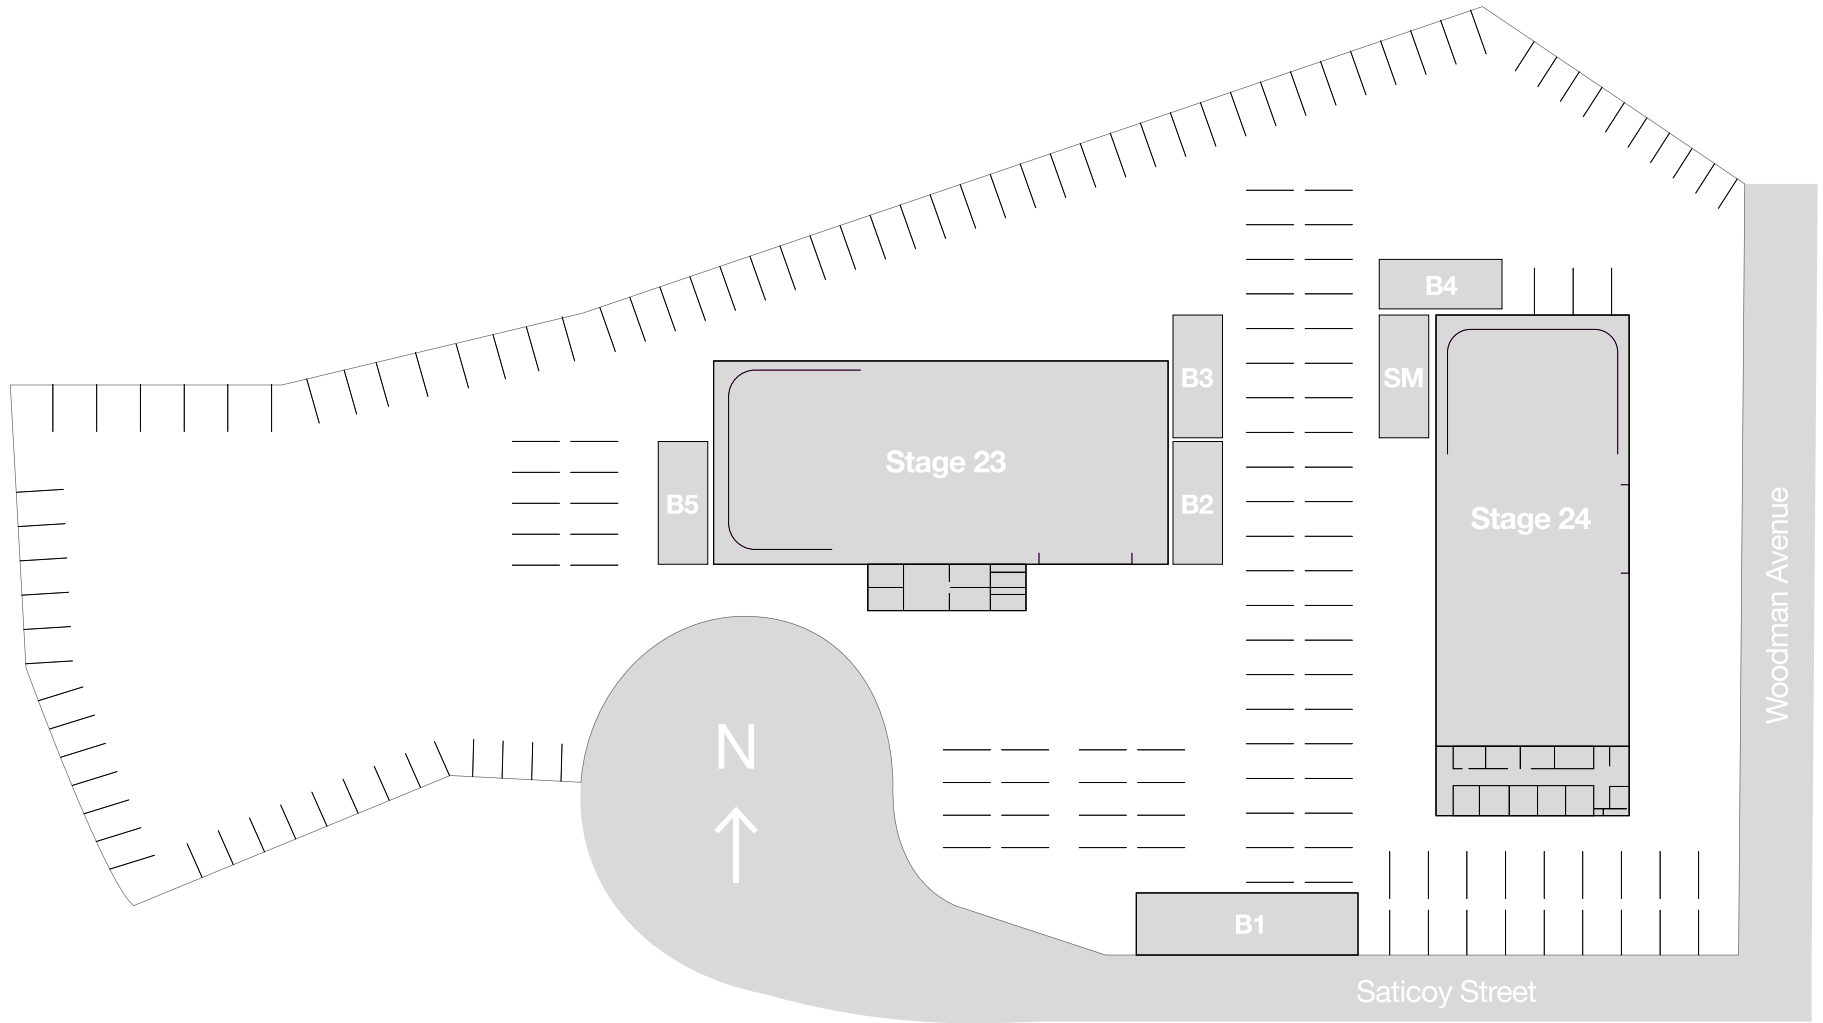 B4
B3
SM
Stage 23
B5
B2
Stage 24
Woodman Avenue
N
B1
Saticoy Street